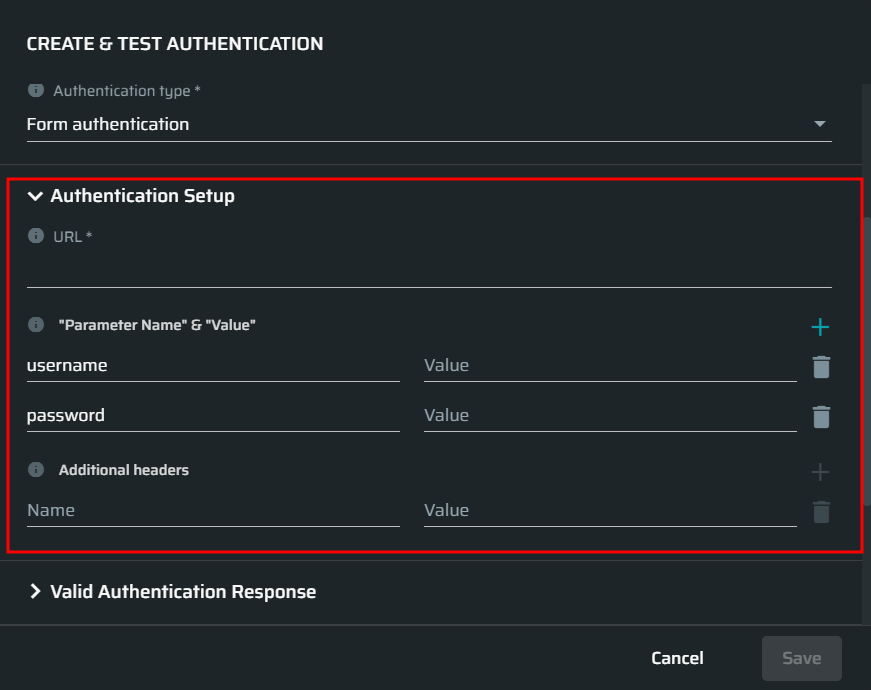 CREATE & TEST AUTHENTICATION
Authentication type *
Form authentication
Authentication Setup
URL *
"Parameter Name" & "Value"
username Value
password Value
Additional headers
Name Value
Valid Authentication Response
Cancel Save